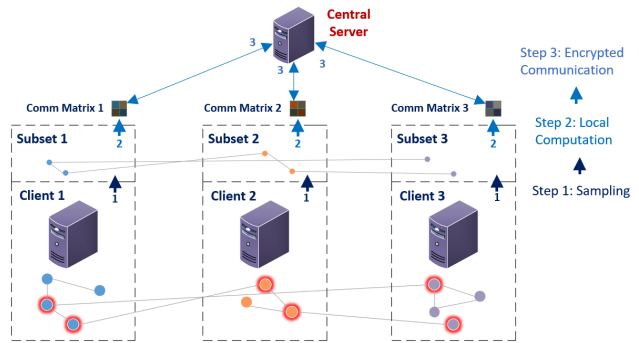 Central
Server
3
3
3
Step 3: Encrypted
Communication
Comm Matrix 1
Comm Matrix 2
Comm Matrix 3
2
2
2
Step 2: Local
Computation
Subset 1
Subset 2
Subset 3
Step 1: Sampling
1
1
1
Client 1
Client 2
Client 3